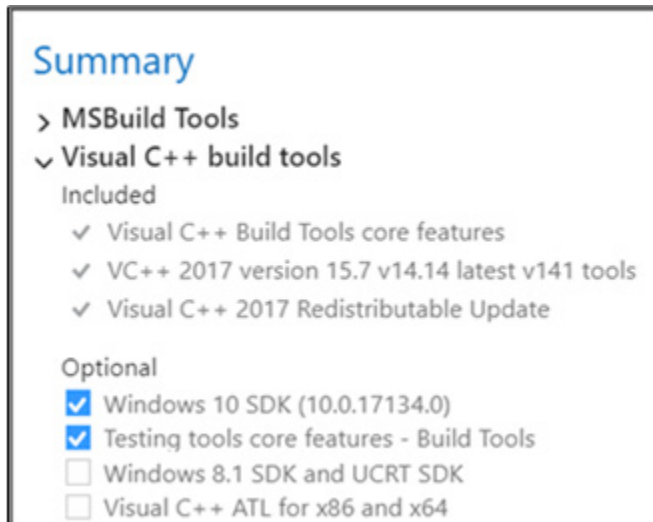 Summary
MSBuild Tools
Visual C++ build tools
Included
Visual C++ Build Tools core features
VC++ 2017 version 15.7 v14.14 latest v141 tools
Visual C++ 2017 Redistributable Update
Optional
Windows 10 SDK (10.0.17134.0)
Testing tools core features - Build Tools
Windows 8.1 SDK and UCRT SDK
Visual C++ ATL for x86 and x64